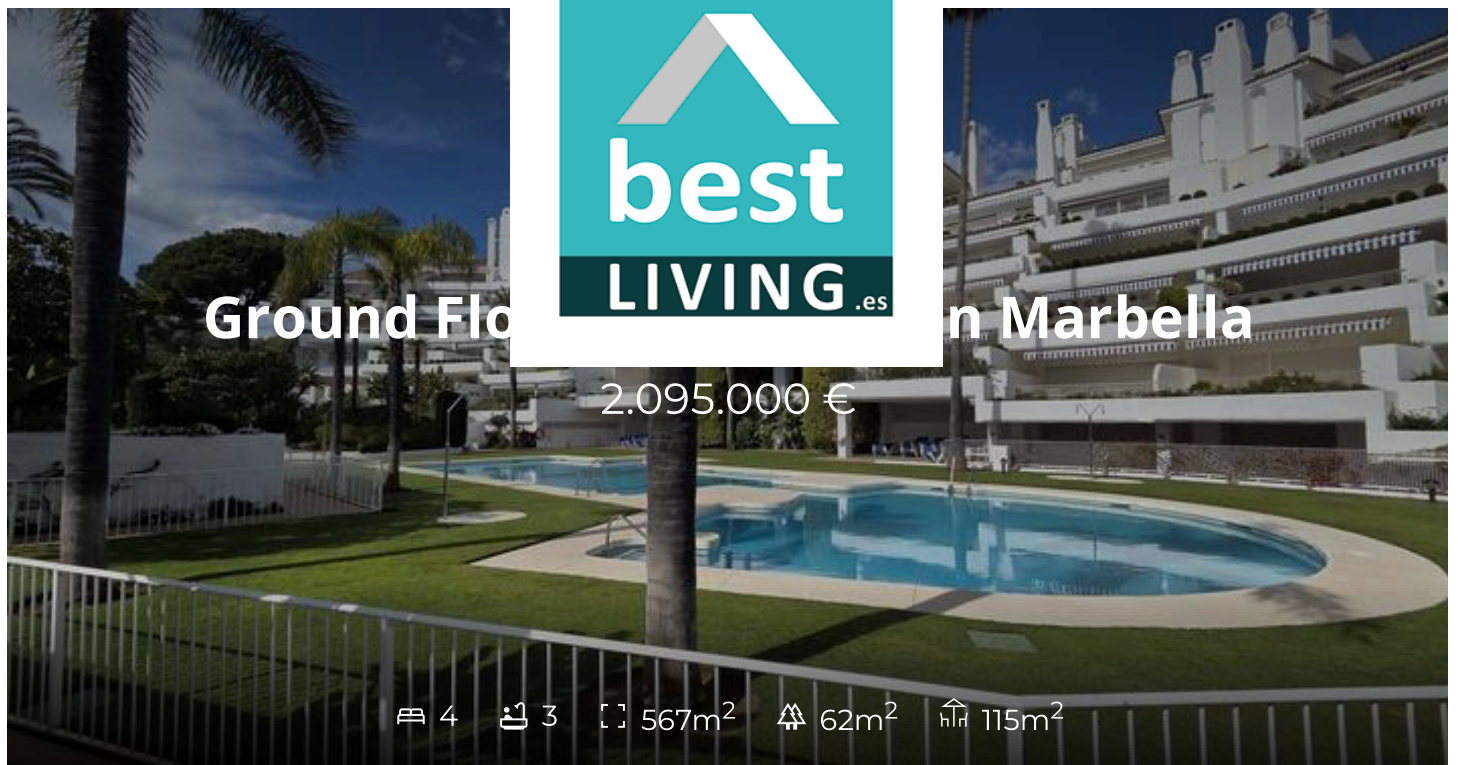 best
LIVING.es
Ground Flo n Marbella
2.095.000 €
4 3 567m² 62m² 115m²